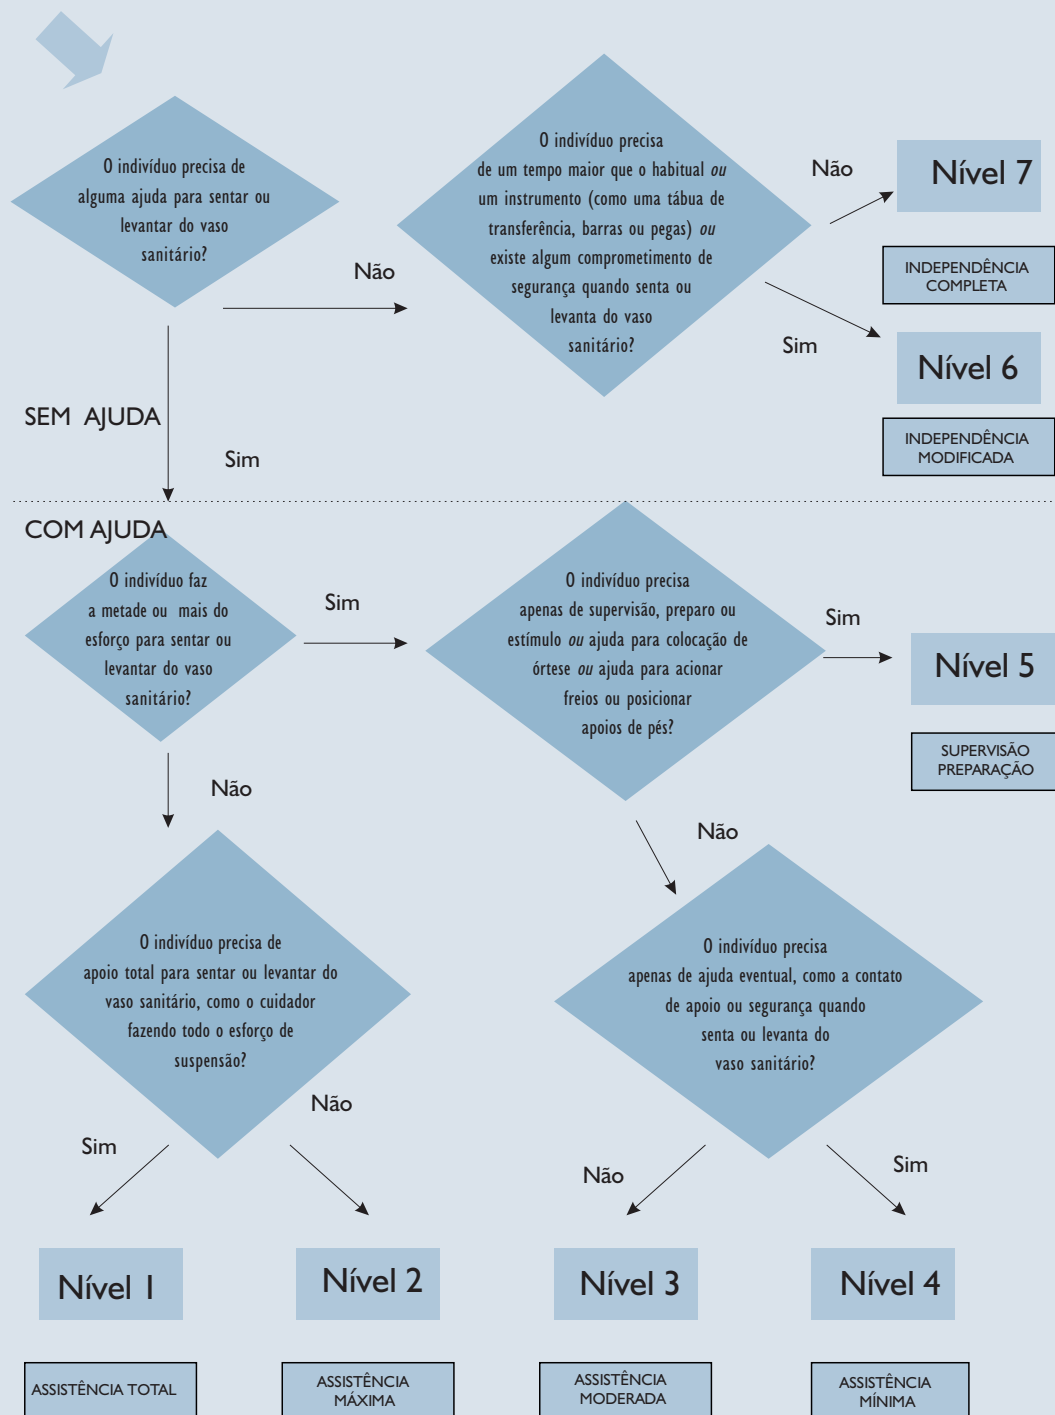 O indivíduo precisa de
alguma ajuda para sentar ou
levantar do vaso
sanitário?
Não
O indivíduo precisa
de um tempo maior que o habitual ou
um instrumento (como uma tábua de
transferência, barras ou pegas) ou
existe algum comprometimento de
segurança quando senta ou
levanta do vaso
sanitário?
Não
Nível 7
INDEPENDÊNCIA
COMPLETA
Sim
Nível 6
INDEPENDÊNCIA
MODIFICADA
SEM AJUDA
Sim
COM AJUDA
O indivíduo faz
a metade ou mais do
esforço para sentar ou
levantar do vaso
sanitário?
Sim
O indivíduo precisa
apenas de supervisão, preparo ou
estímulo ou ajuda para colocação de
órtese ou ajuda para acionar
freios ou posicionar
apoios de pés?
Sim
Nível 5
SUPERVISÃO
PREPARAÇÃO
Não
Não
O indivíduo precisa de
apoio total para sentar ou levantar do
vaso sanitário, como o cuidador
fazendo todo o esforço de
suspensão?
O indivíduo precisa
apenas de ajuda eventual, como a contato
de apoio ou segurança quando
senta ou levanta do
vaso sanitário?
Sim
Não
Não
Sim
Nível 1
Nível 2
Nível 3
Nível 4
ASSISTÊNCIA TOTAL
ASSISTÊNCIA
MÁXIMA
ASSISTÊNCIA
MODERADA
ASSISTÊNCIA
MÍNIMA